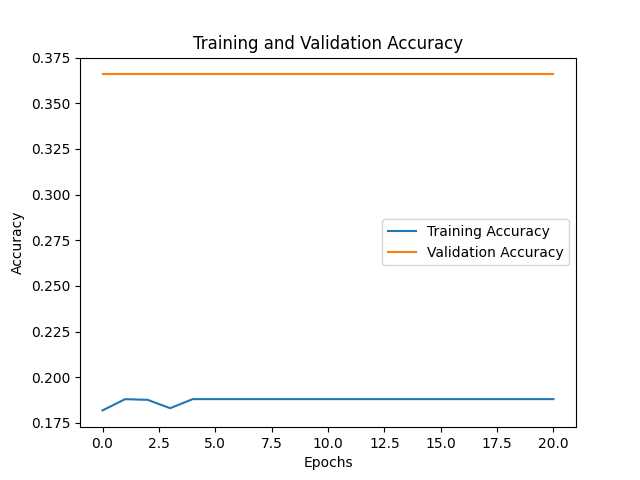 Training and Validation Accuracy
0.375
0.350
0.325
0.300
0.275
0.250
0.225
0.200
0.175
Accuracy
Training Accuracy
Validation Accuracy
0.0 2.5 5.0 7.5 10.0 12.5 15.0 17.5 20.0
Epochs